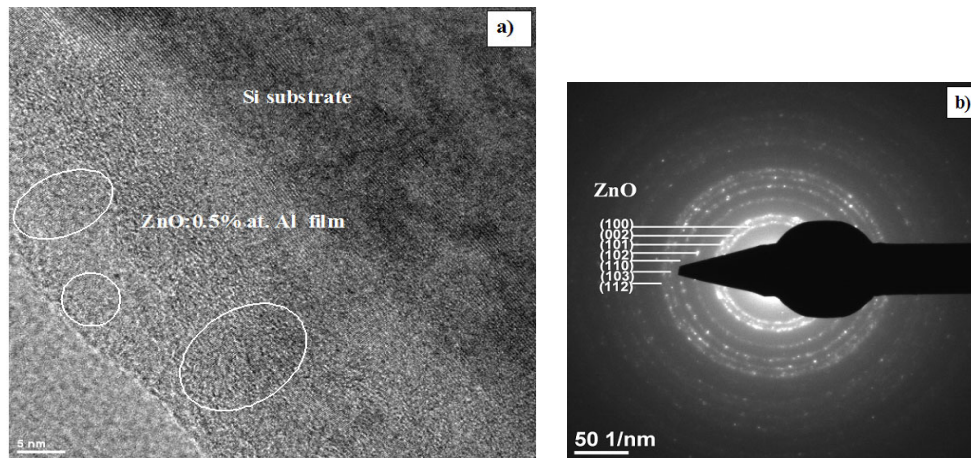 a)
Si substrate
ZnO:0.5% at. Al film
5 nm
b)
ZnO
(100)
(002)
(101)
(102)
(110)
(103)
(112)
50 1/nm